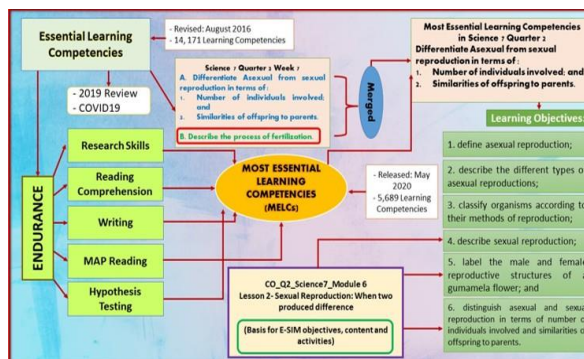 Essential Learning
Competencies
- Revised: August 2016
- 14, 171 Learning Competencies
- 2019 Review
- COVID19
Science 7 Quarter 2 Week 7
A. Differentiate Asexual from sexual
reproduction in terms of :
1. Number of individuals involved;
and
2. Similarities of offspring to
parents.
B. Describe the process of fertilization.
Merged
Most Essential Learning Competencies
in Science 7 Quarter 2
Differentiate Asexual from sexual
reproduction in terms of :
1. Number of individuals involved; and
2. Similarities of offspring to parents.
ENDURANCE
Research Skills
Reading
Comprehension
Writing
MAP Reading
Hypothesis
Testing
MOST ESSENTIAL
LEARNING
COMPETENCIES
(MELCs)
- Released: May
2020
- 5,689 Learning
Competencies
CO_Q2_Science7_Module 6
Lesson 2- Sexual Reproduction: When two
produced difference
(Basis for E-SIM objectives, content and
activities)
Learning Objectives:
1. define asexual reproduction;
2. describe the different types of
asexual reproductions;
3. classify organisms according to
their methods of reproduction;
4. describe sexual reproduction;
5. label the male and female
reproductive structures of a
gumamela flower; and
6. distinguish asexual and sexual
reproduction in terms of number of
individuals involved and similarities of
offspring to parents.